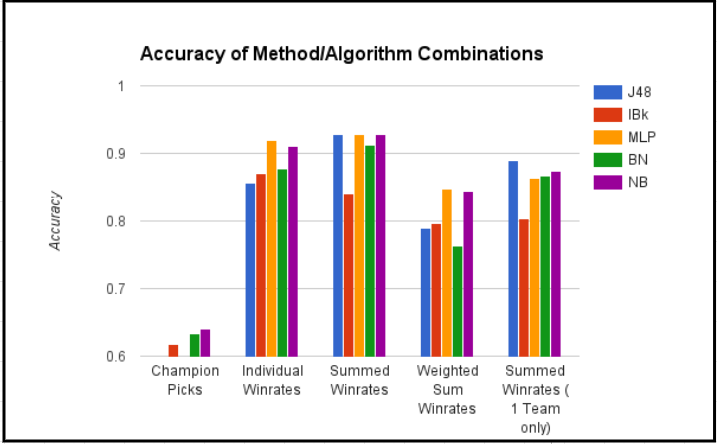 Accuracy of Method/Algorithm Combinations
1
0.9
0.8
0.7
0.6
Accuracy
J48
IBk
MLP
BN
NB
Champion
Picks
Individual
Winrates
Summed
Winrates
Weighted
Sum
Winrates
Summed
Winrates (
1 Team
only)